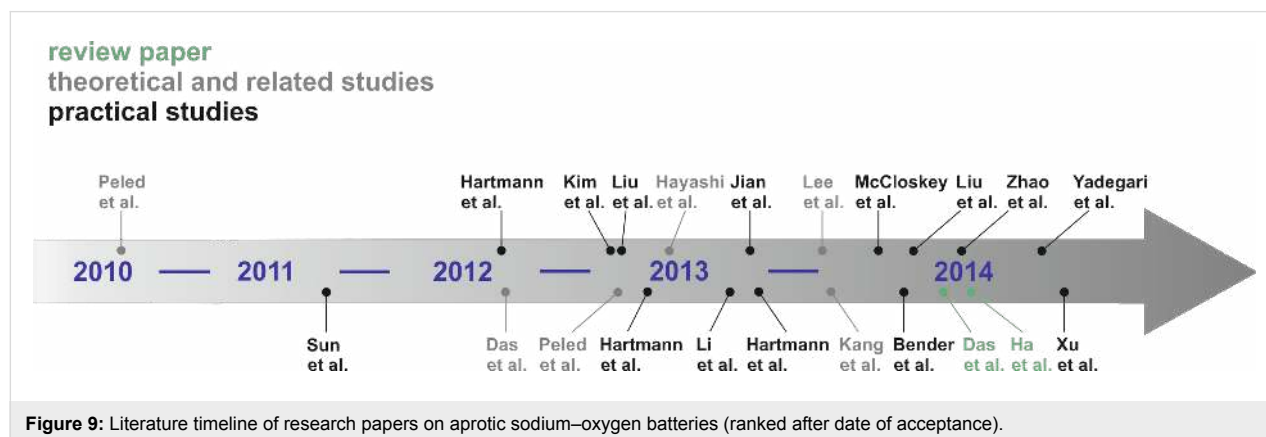 review paper
theoretical and related studies
practical studies
Peled
et al.
Hartmann
et al.
Kim
et al.
Liu
et al.
Hayashi
et al.
Jian
et al.
Lee
et al.
McCloskey
et al.
Liu
et al.
Zhao
et al.
Yadegari
et al.
2010 — 2011 — 2012 — 2013 — 2014
Sun
et al.
Das
et al.
Peled
et al.
Hartmann
et al.
Li
et al.
Hartmann
et al.
Kang
et al.
Bender
et al.
Das
et al.
Ha
et al.
Xu
et al.
Figure 9: Literature timeline of research papers on aprotic sodium–oxygen batteries (ranked after date of acceptance).